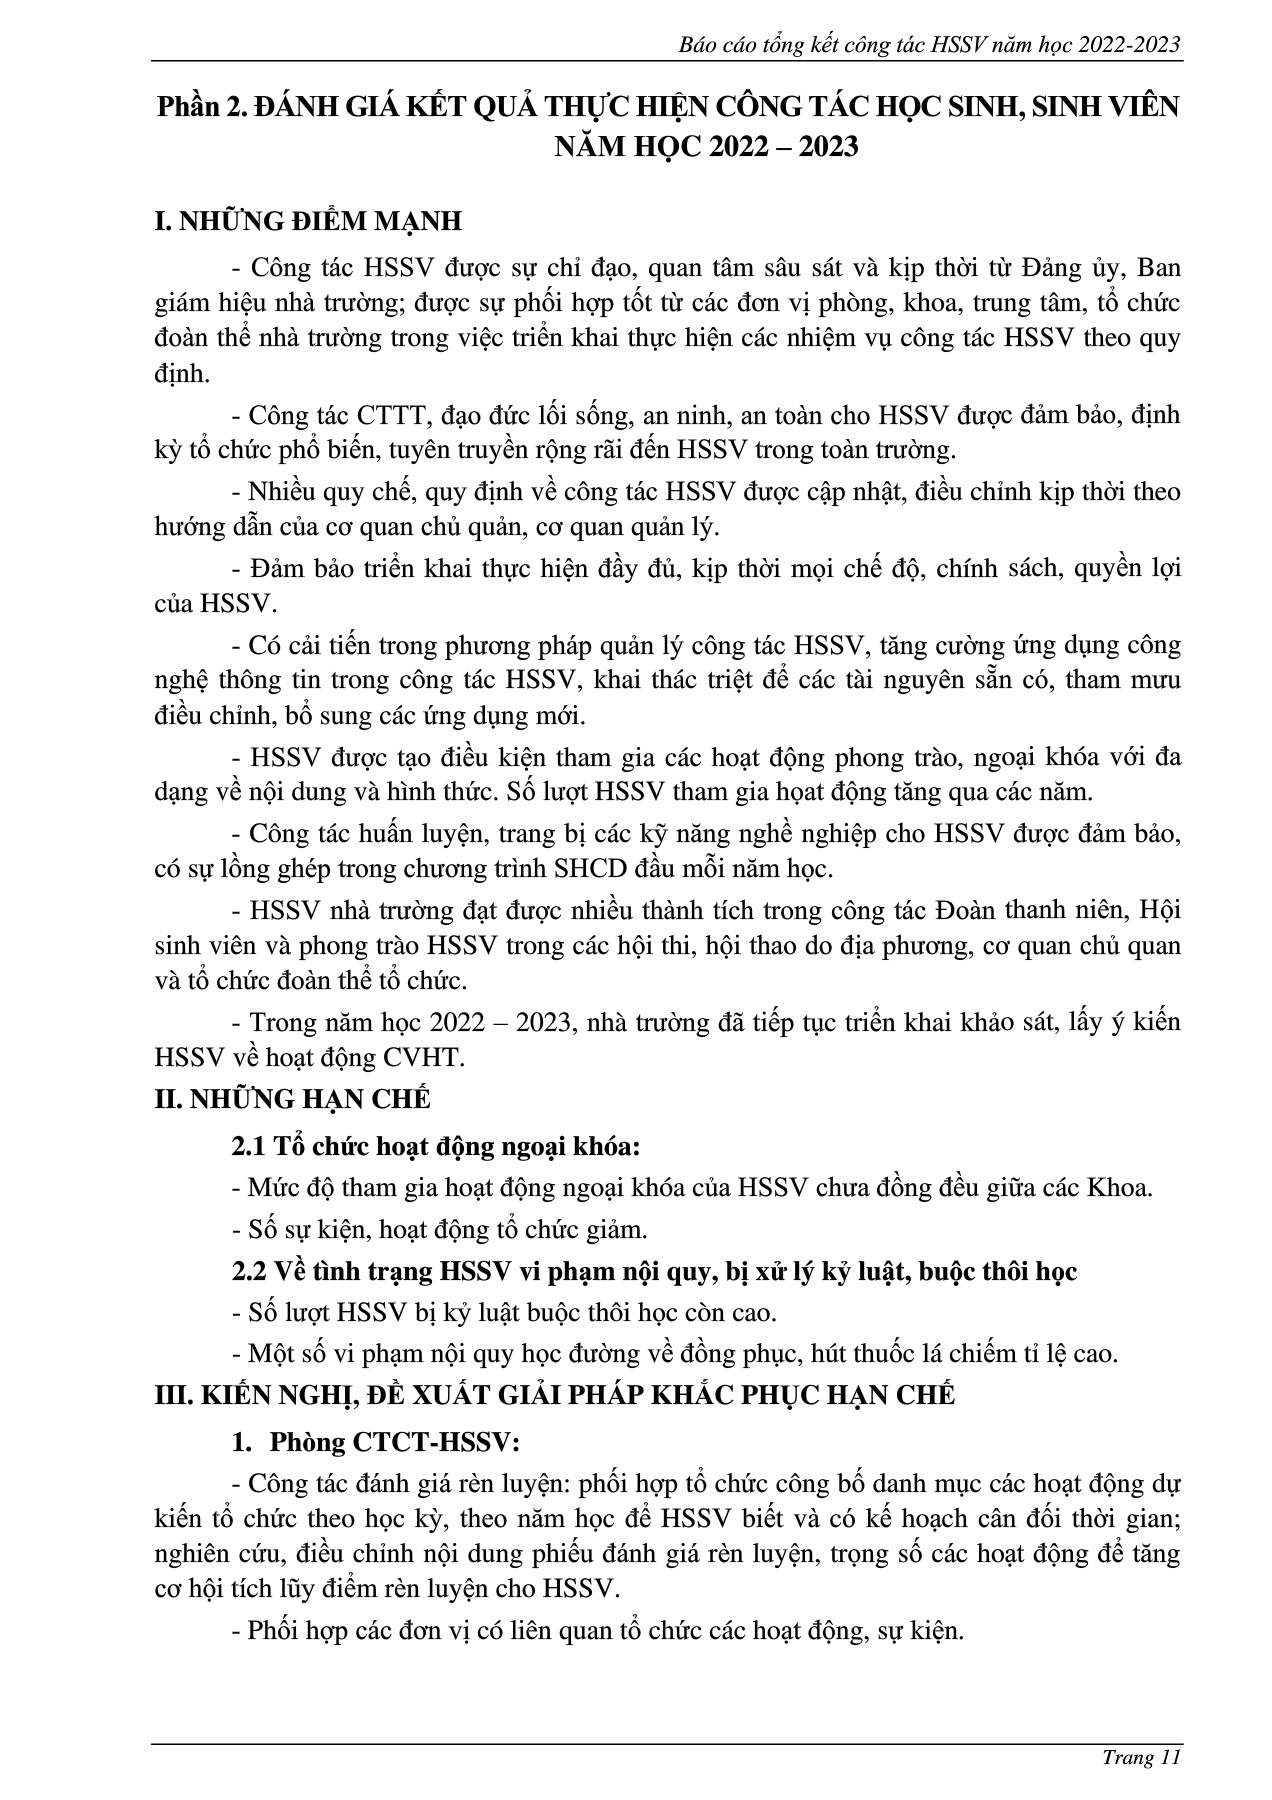 Báo cáo tổng kết công tác HSSV năm học 2022-2023
Phần 2. ĐÁNH GIÁ KẾT QUẢ THỰC HIỆN CÔNG TÁC HỌC SINH, SINH VIÊN
NĂM HỌC 2022 – 2023
I. NHỮNG ĐIỂM MẠNH
- Công tác HSSV được sự chỉ đạo, quan tâm sâu sát và kịp thời từ Đảng ủy, Ban
giám hiệu nhà trường; được sự phối hợp tốt từ các đơn vị phòng, khoa, trung tâm, tổ chức
đoàn thể nhà trường trong việc triển khai thực hiện các nhiệm vụ công tác HSSV theo quy
định.
- Công tác CTTT, đạo đức lối sống, an ninh, an toàn cho HSSV được đảm bảo, định
kỳ tổ chức phổ biến, tuyên truyền rộng rãi đến HSSV trong toàn trường.
- Nhiều quy chế, quy định về công tác HSSV được cập nhật, điều chỉnh kịp thời theo
hướng dẫn của cơ quan chủ quản, cơ quan quản lý.
- Đảm bảo triển khai thực hiện đầy đủ, kịp thời mọi chế độ, chính sách, quyền lợi
của HSSV.
- Có cải tiến trong phương pháp quản lý công tác HSSV, tăng cường ứng dụng công
nghệ thông tin trong công tác HSSV, khai thác triệt để các tài nguyên sẵn có, tham mưu
điều chỉnh, bổ sung các ứng dụng mới.
- HSSV được tạo điều kiện tham gia các hoạt động phong trào, ngoại khóa với đa
dạng về nội dung và hình thức. Số lượt HSSV tham gia họat động tăng qua các năm.
- Công tác huấn luyện, trang bị các kỹ năng nghề nghiệp cho HSSV được đảm bảo,
có sự lồng ghép trong chương trình SHCD đầu mỗi năm học.
- HSSV nhà trường đạt được nhiều thành tích trong công tác Đoàn thanh niên, Hội
sinh viên và phong trào HSSV trong các hội thi, hội thao do địa phương, cơ quan chủ quan
và tổ chức đoàn thể tổ chức.
- Trong năm học 2022 – 2023, nhà trường đã tiếp tục triển khai khảo sát, lấy ý kiến
HSSV về hoạt động CVHT.
II. NHỮNG HẠN CHẾ
2.1 Tổ chức hoạt động ngoại khóa:
- Mức độ tham gia hoạt động ngoại khóa của HSSV chưa đồng đều giữa các Khoa.
- Số sự kiện, hoạt động tổ chức giảm.
2.2 Về tình trạng HSSV vi phạm nội quy, bị xử lý kỷ luật, buộc thôi học
- Số lượt HSSV bị kỷ luật buộc thôi học còn cao.
- Một số vi phạm nội quy học đường về đồng phục, hút thuốc lá chiếm tỉ lệ cao.
III. KIẾN NGHỊ, ĐỀ XUẤT GIẢI PHÁP KHẮC PHỤC HẠN CHẾ
1. Phòng CTCT-HSSV:
- Công tác đánh giá rèn luyện: phối hợp tổ chức công bố danh mục các hoạt động dự
kiến tổ chức theo học kỳ, theo năm học để HSSV biết và có kế hoạch cân đối thời gian;
nghiên cứu, điều chỉnh nội dung phiếu đánh giá rèn luyện, trọng số các hoạt động để tăng
cơ hội tích lũy điểm rèn luyện cho HSSV.
- Phối hợp các đơn vị có liên quan tổ chức các hoạt động, sự kiện.
Trang 11